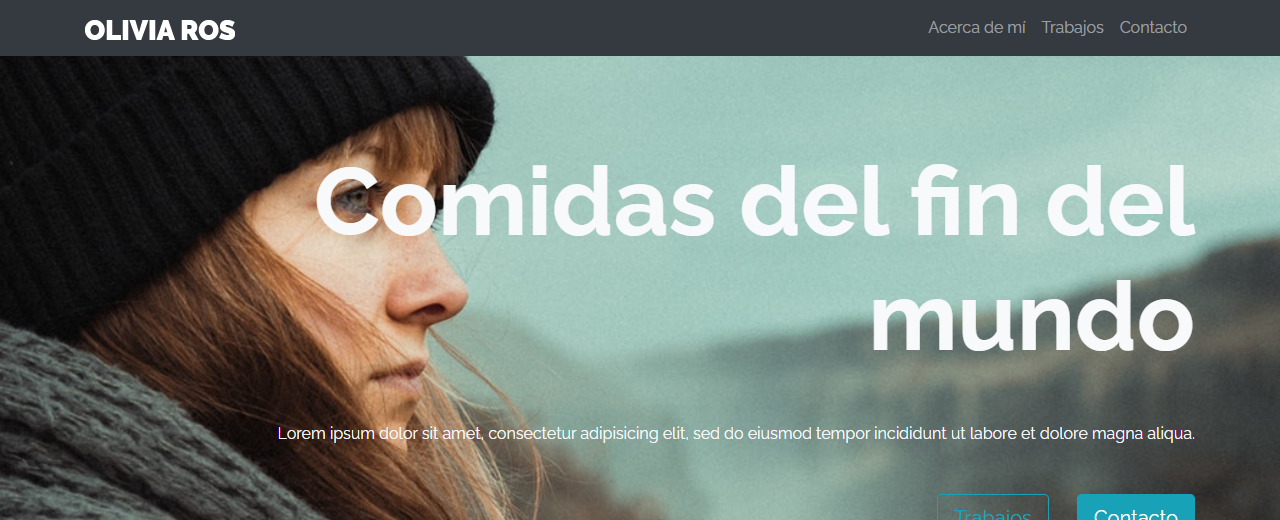 OLIVIA ROS
Acerca de mí Trabajos Contacto
Comidas del fin del
mundo
Lorem ipsum dolor sit amet, consectetur adipisicing elit, sed do eiusmod tempor incididunt ut labore et dolore magna aliqua.
Trabajos Contacto